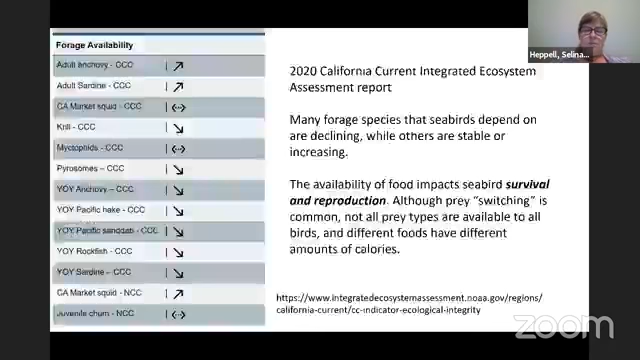 Forage Availability
Adult anchovy - CCC
Adult Sardine - CCC
CA Market squid - CCC
Krill - CCC
Myctophids - CCC
Pyrosomes – CCC
YOY Anchovy – CCC
YOY Pacific hake - CCC
YOY Pacific sanddab - CCC
YOY Rockfish - CCC
YOY Sardine – CCC
CA Market squid - NCC
Juvenile chum - NCC
2020 California Current Integrated Ecosystem
Assessment report
Many forage species that seabirds depend on
are declining, while others are stable or
increasing.
The availability of food impacts seabird survival
and reproduction. Although prey “switching” is
common, not all prey types are available to all
birds, and different foods have different
amounts of calories.
https://www.integratedecosystemassessment.noaa.gov/regions/
california-current/cc-indicator-ecological-integrity
Heppell, Selina...
zoom